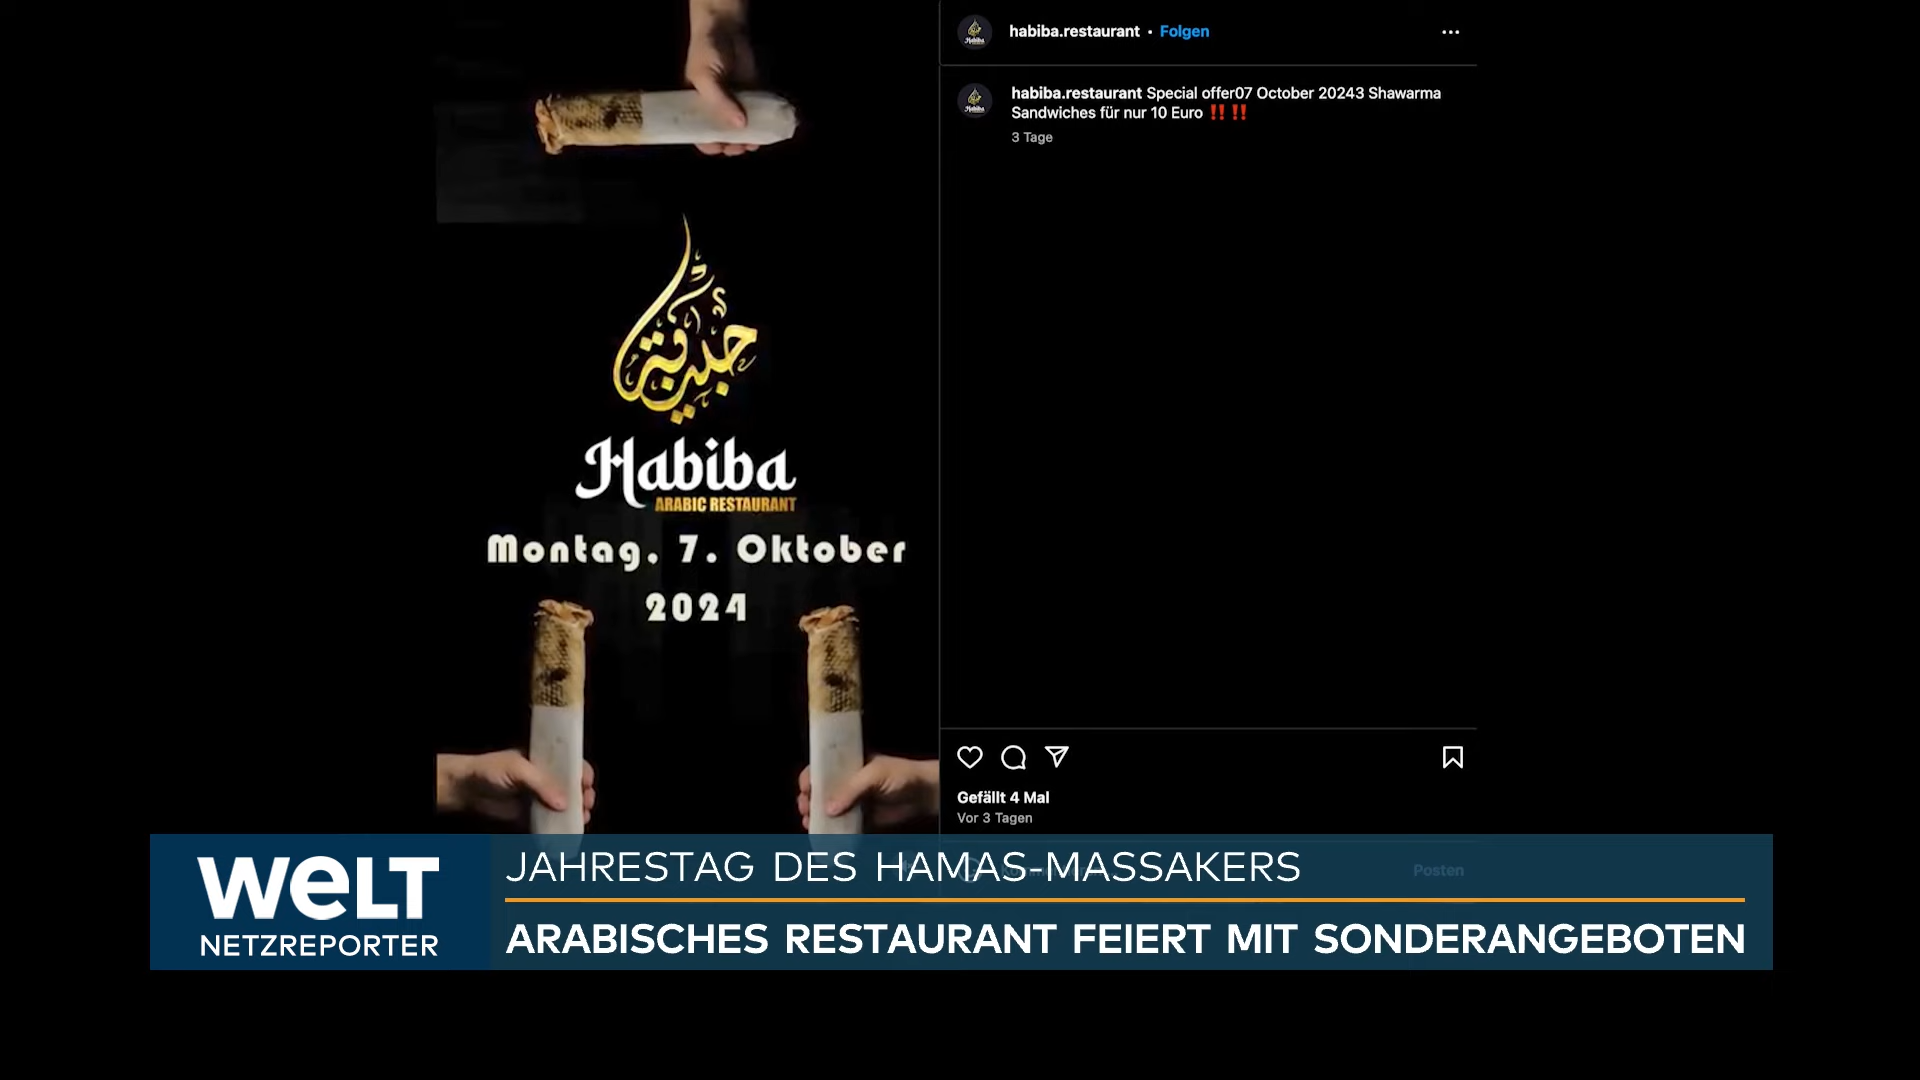 habiba.restaurant • Folgen
habiba.restaurant Special offer07 October 20243 Shawarma
Sandwiches für nur 10 Euro ‼️ ‼️
3 Tage
Habiba
ARABIC RESTAURANT
Montag, 7. Oktober
2024
Gefällt 4 Mal
Vor 3 Tagen
Posten
JAHRESTAG DES HAMAS-MASSAKERS
WELT
NETZREPORTER
ARABISCHES RESTAURANT FEIERT MIT SONDERANGEBOTEN